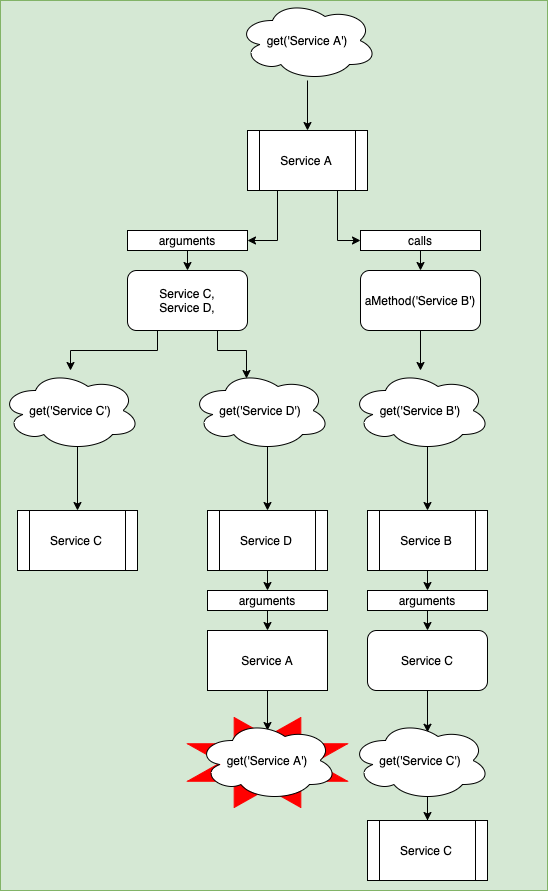 get('Service A')
Service A
arguments
calls
Service C,
Service D,
aMethod('Service B')
get('Service C')
get('Service D')
get('Service B')
Service C
Service D
Service B
arguments
arguments
Service A
Service C
get('Service A')
get('Service C')
Service C